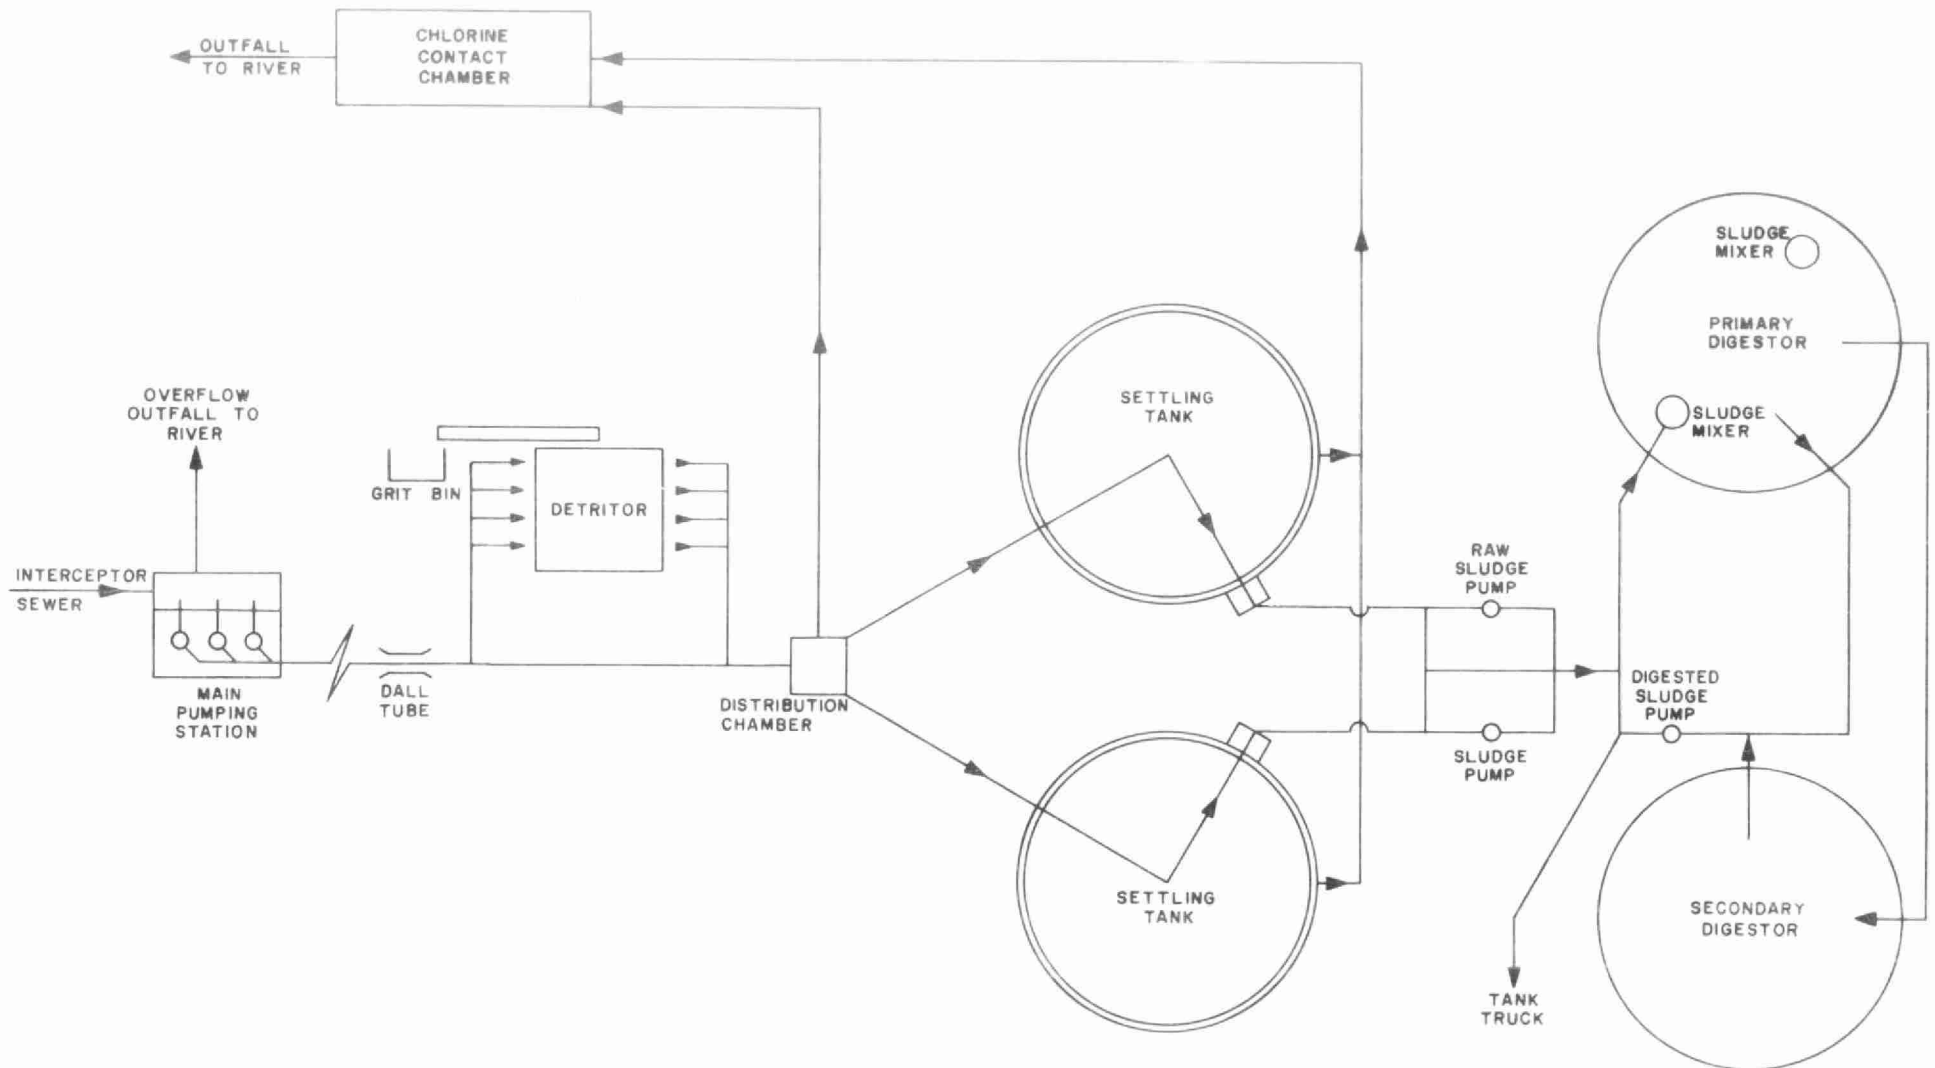 CHLORINE
CONTACT
CHAMBER
OUTFALL
TO RIVER
SLUDGE
MIXER
PRIMARY
DIGESTOR
SLUDGE
MIXER
OVERFLOW
OUTFALL TO
RIVER
SETTLING
TANK
GRIT BIN
DETRITOR
INTERCEPTOR
SEWER
RAW
SLUDGE
PUMP
MAIN
PUMPING
STATION
DALL
TUBE
DISTRIBUTION
CHAMBER
DIGESTED
SLUDGE
PUMP
SLUDGE
PUMP
SETTLING
TANK
SECONDARY
DIGESTOR
TANK
TRUCK